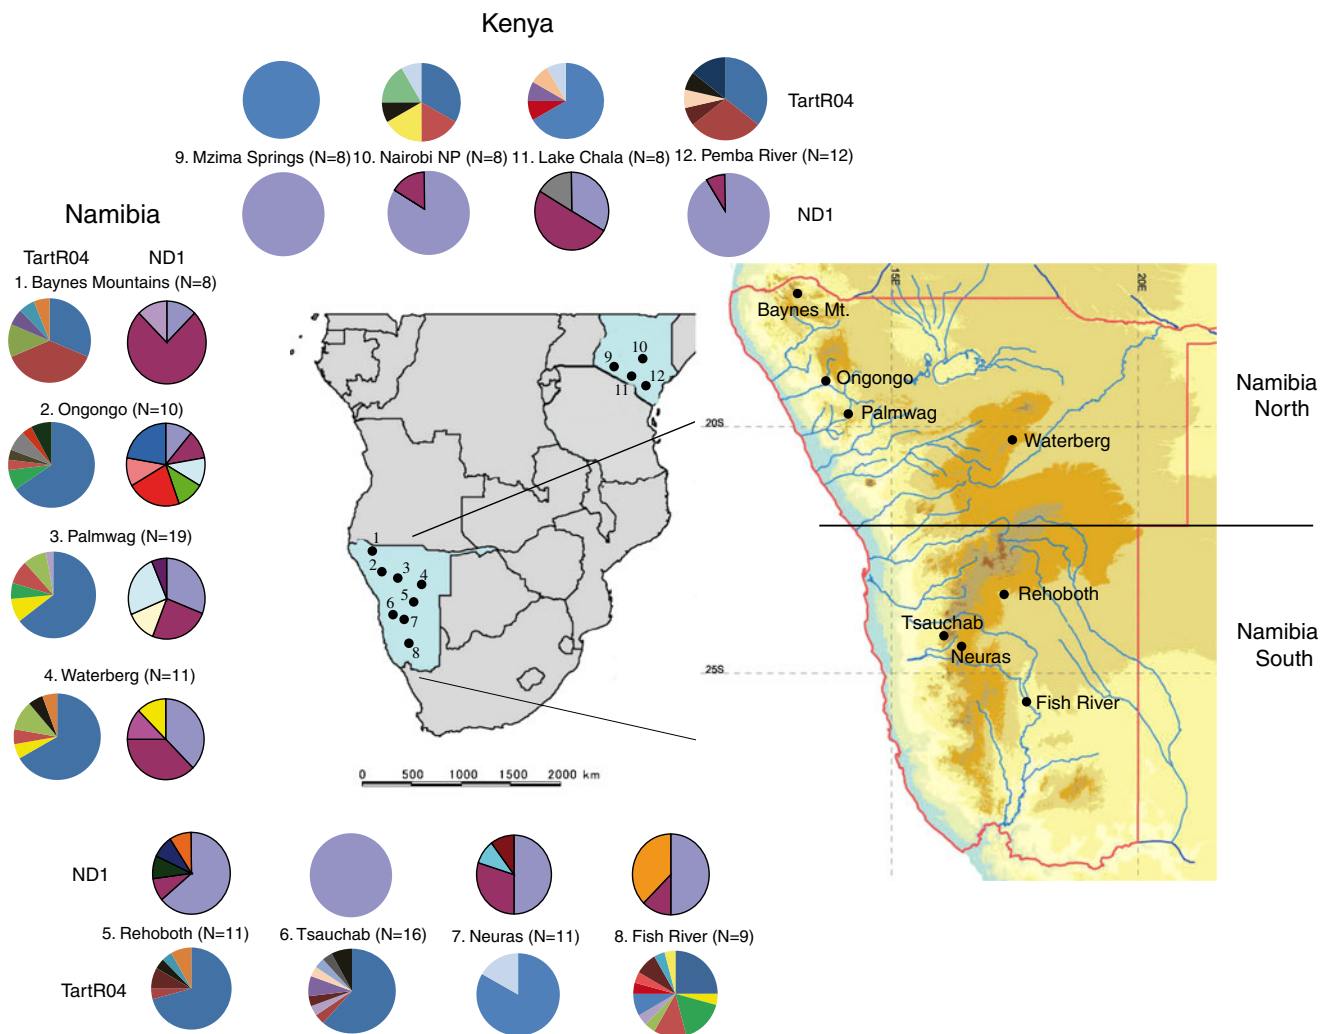 Kenya
TartR04
9. Mzima Springs (N=8)
10. Nairobi NP (N=8)
11. Lake Chala (N=8)
12. Pemba River (N=12)
ND1
Namibia
TartR04
ND1
1. Baynes Mountains (N=8)
2. Ongongo (N=10)
3. Palmwag (N=19)
4. Waterberg (N=11)
9
10
11
12
1
2
3
4
5
6
7
8
0 500 1000 1500 2000 km
15E
20E
Baynes Mt.
Ongongo
Palmwag
20S
Waterberg
Rehoboth
Tsauchab
Neuras
25S
Fish River
Namibia
North
Namibia
South
ND1
5. Rehoboth (N=11)
6. Tsauchab (N=16)
7. Neuras (N=11)
8. Fish River (N=9)
TartR04